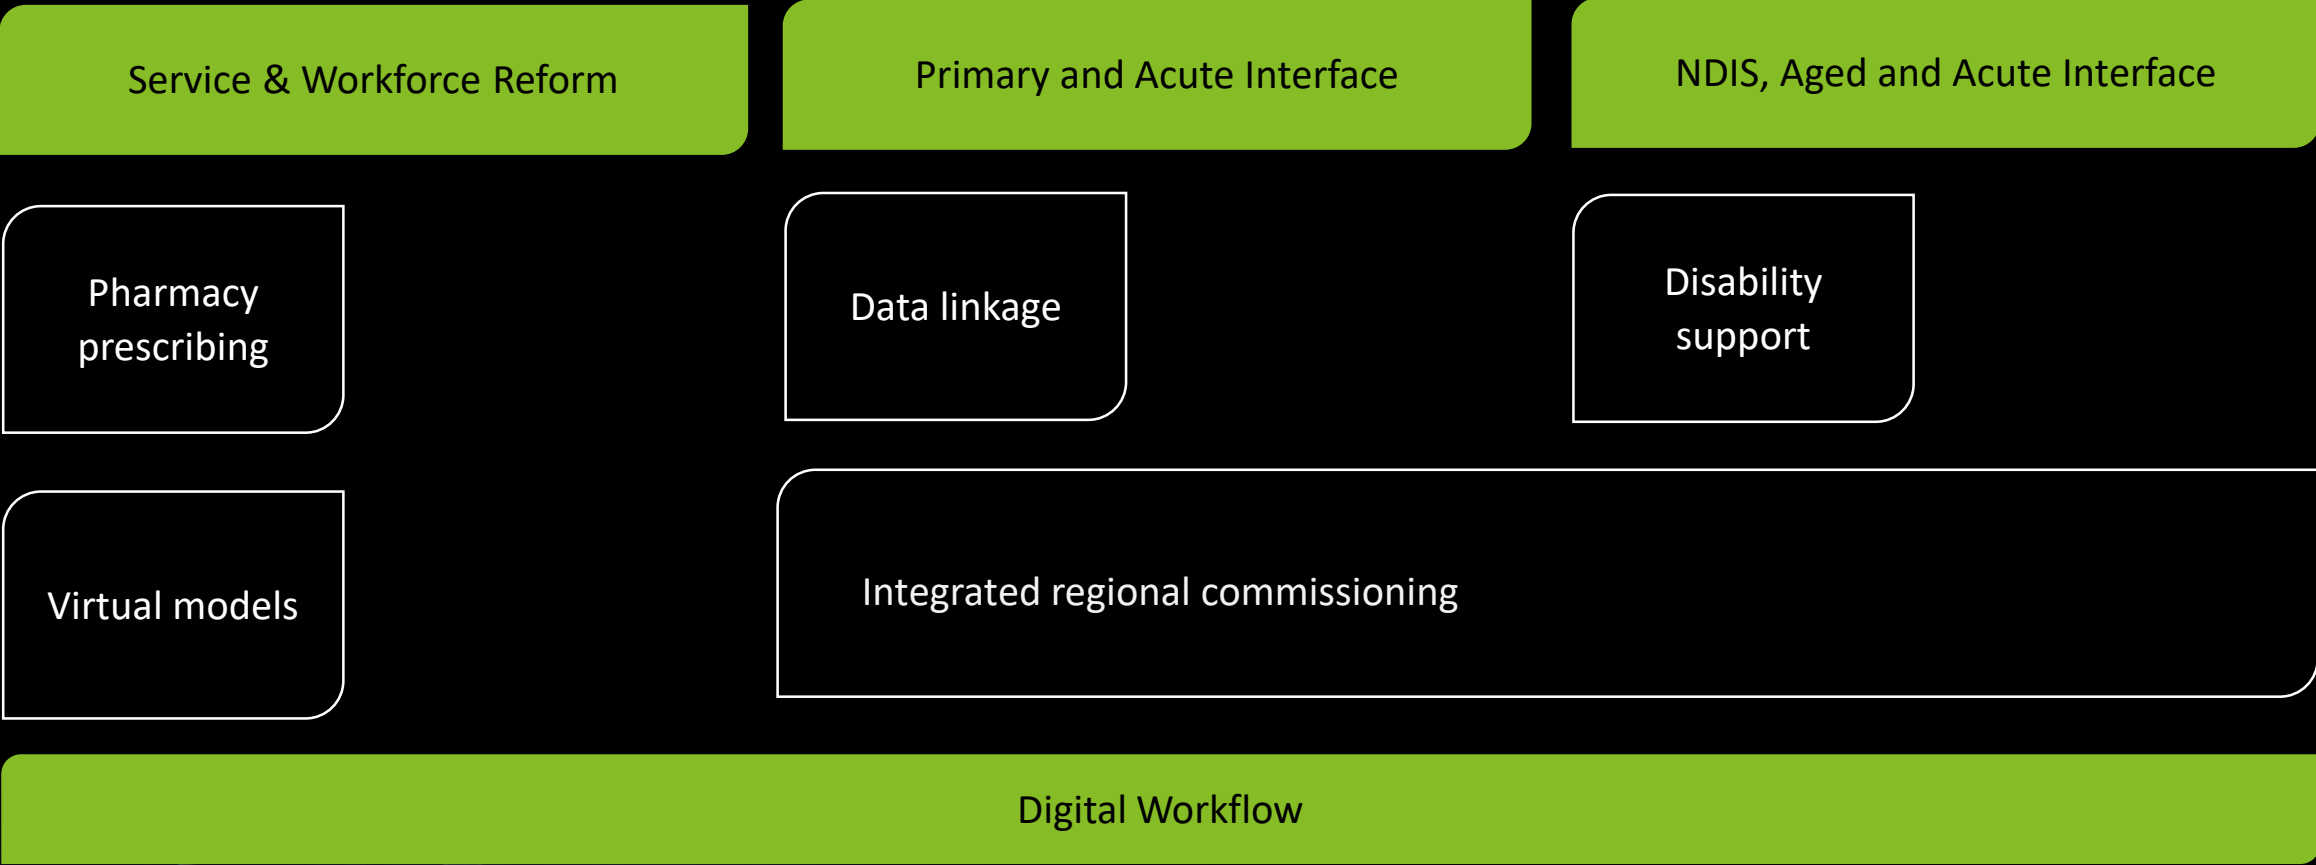 Service & Workforce Reform
Primary and Acute Interface
NDIS, Aged and Acute Interface
Pharmacy
prescribing
Data linkage
Disability
support
Virtual models
Integrated regional commissioning
Digital Workflow